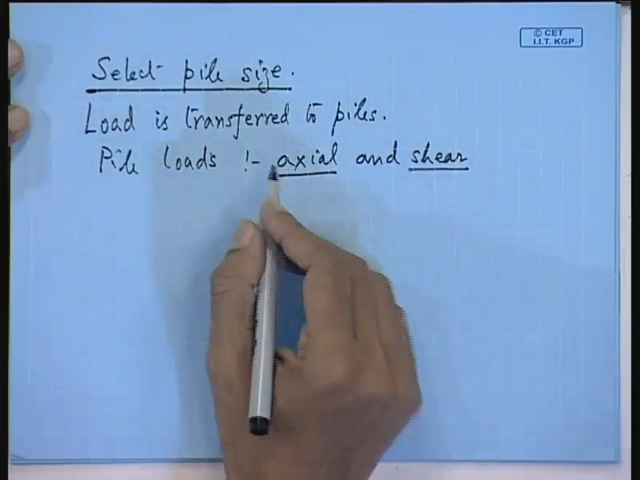 © CET
I.I.T. KGP
Select pile size.
Load is transferred to piles.
Pile loads :- axial and shear